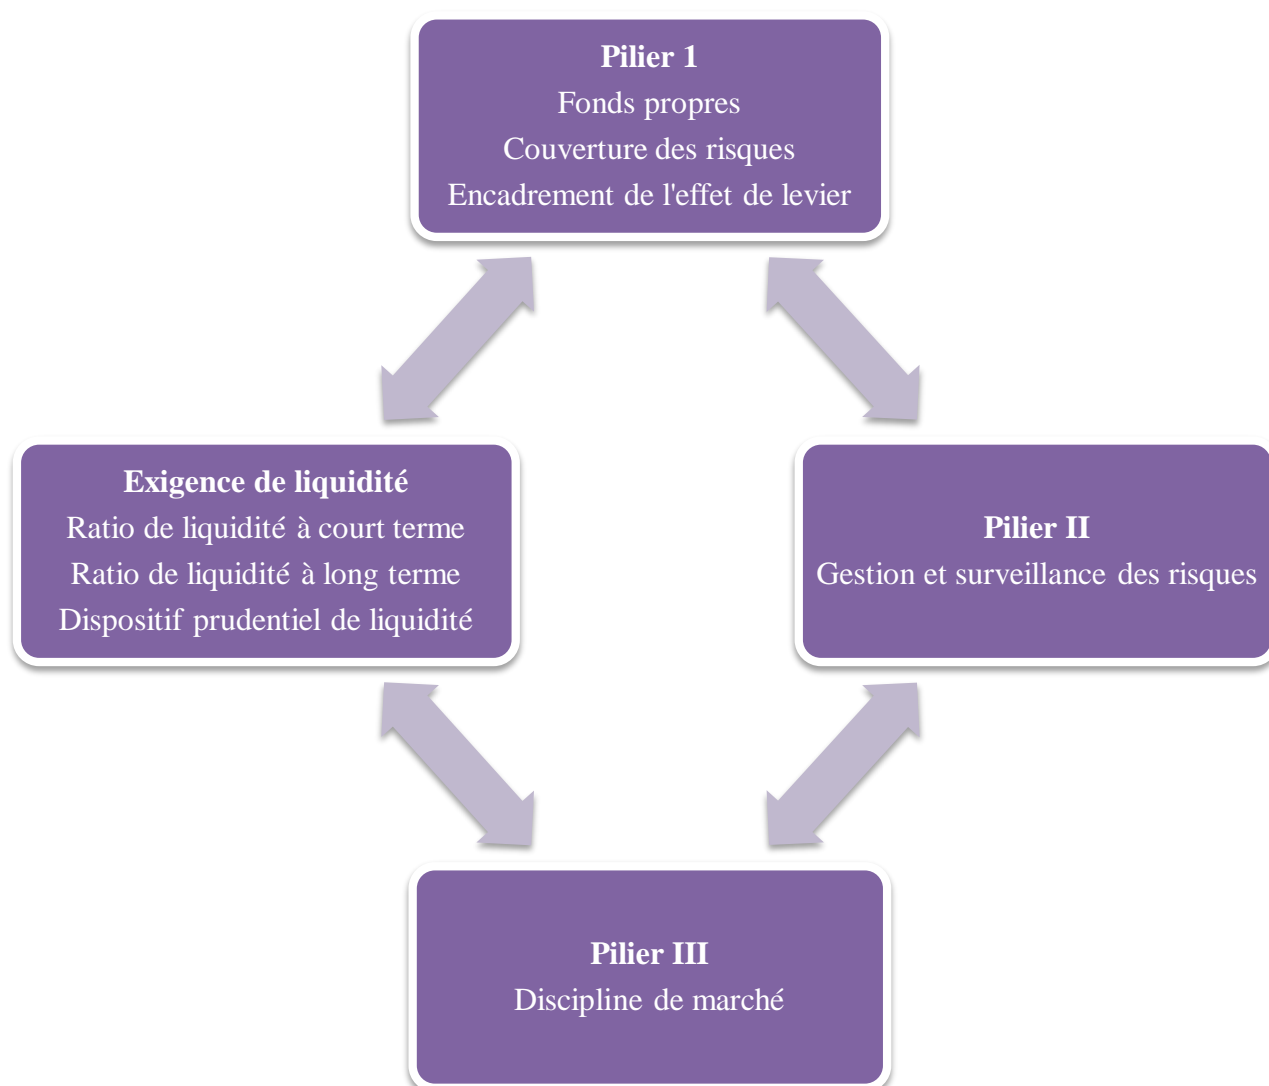 Pilier 1
Fonds propres
Couverture des risques
Encadrement de l'effet de levier
Exigence de liquidité
Ratio de liquidité à court terme
Ratio de liquidité à long terme
Dispositif prudentiel de liquidité
Pilier II
Gestion et surveillance des risques
Pilier III
Discipline de marché